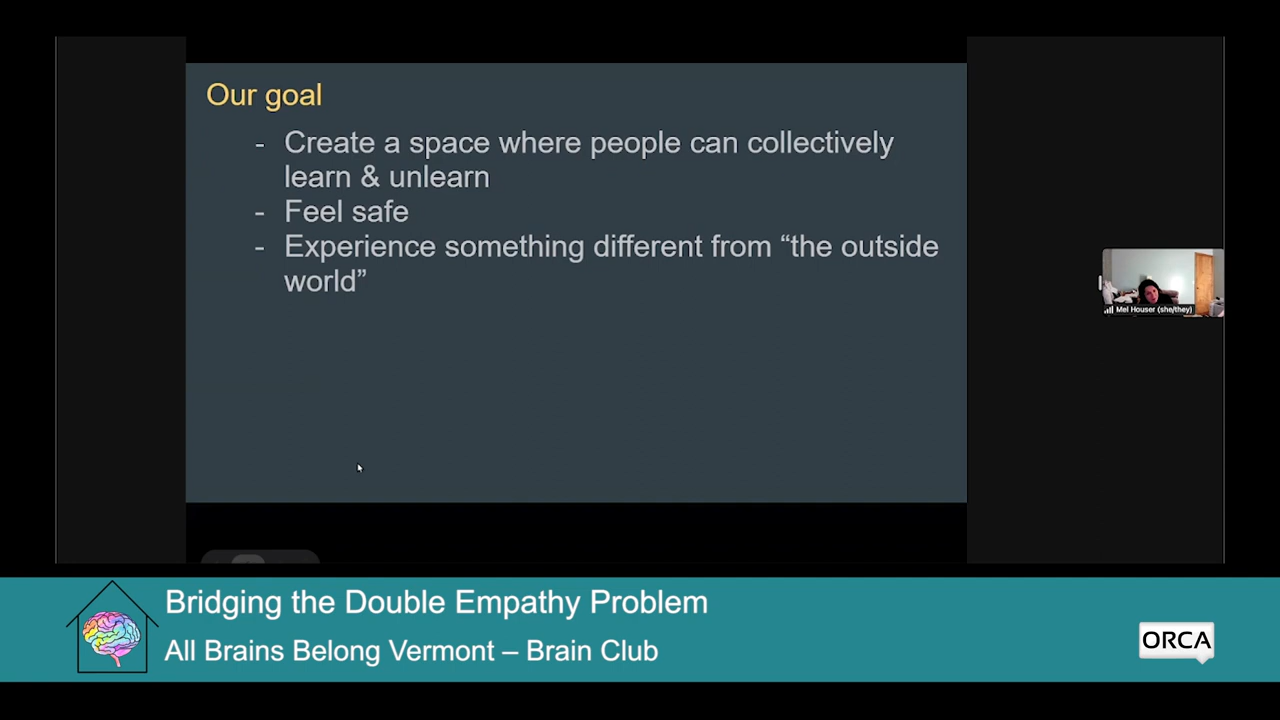 Our goal
- Create a space where people can collectively
learn & unlearn
- Feel safe
- Experience something different from “the outside
world”
Mel Houser (she/they)
Bridging the Double Empathy Problem
All Brains Belong Vermont – Brain Club
ORCA